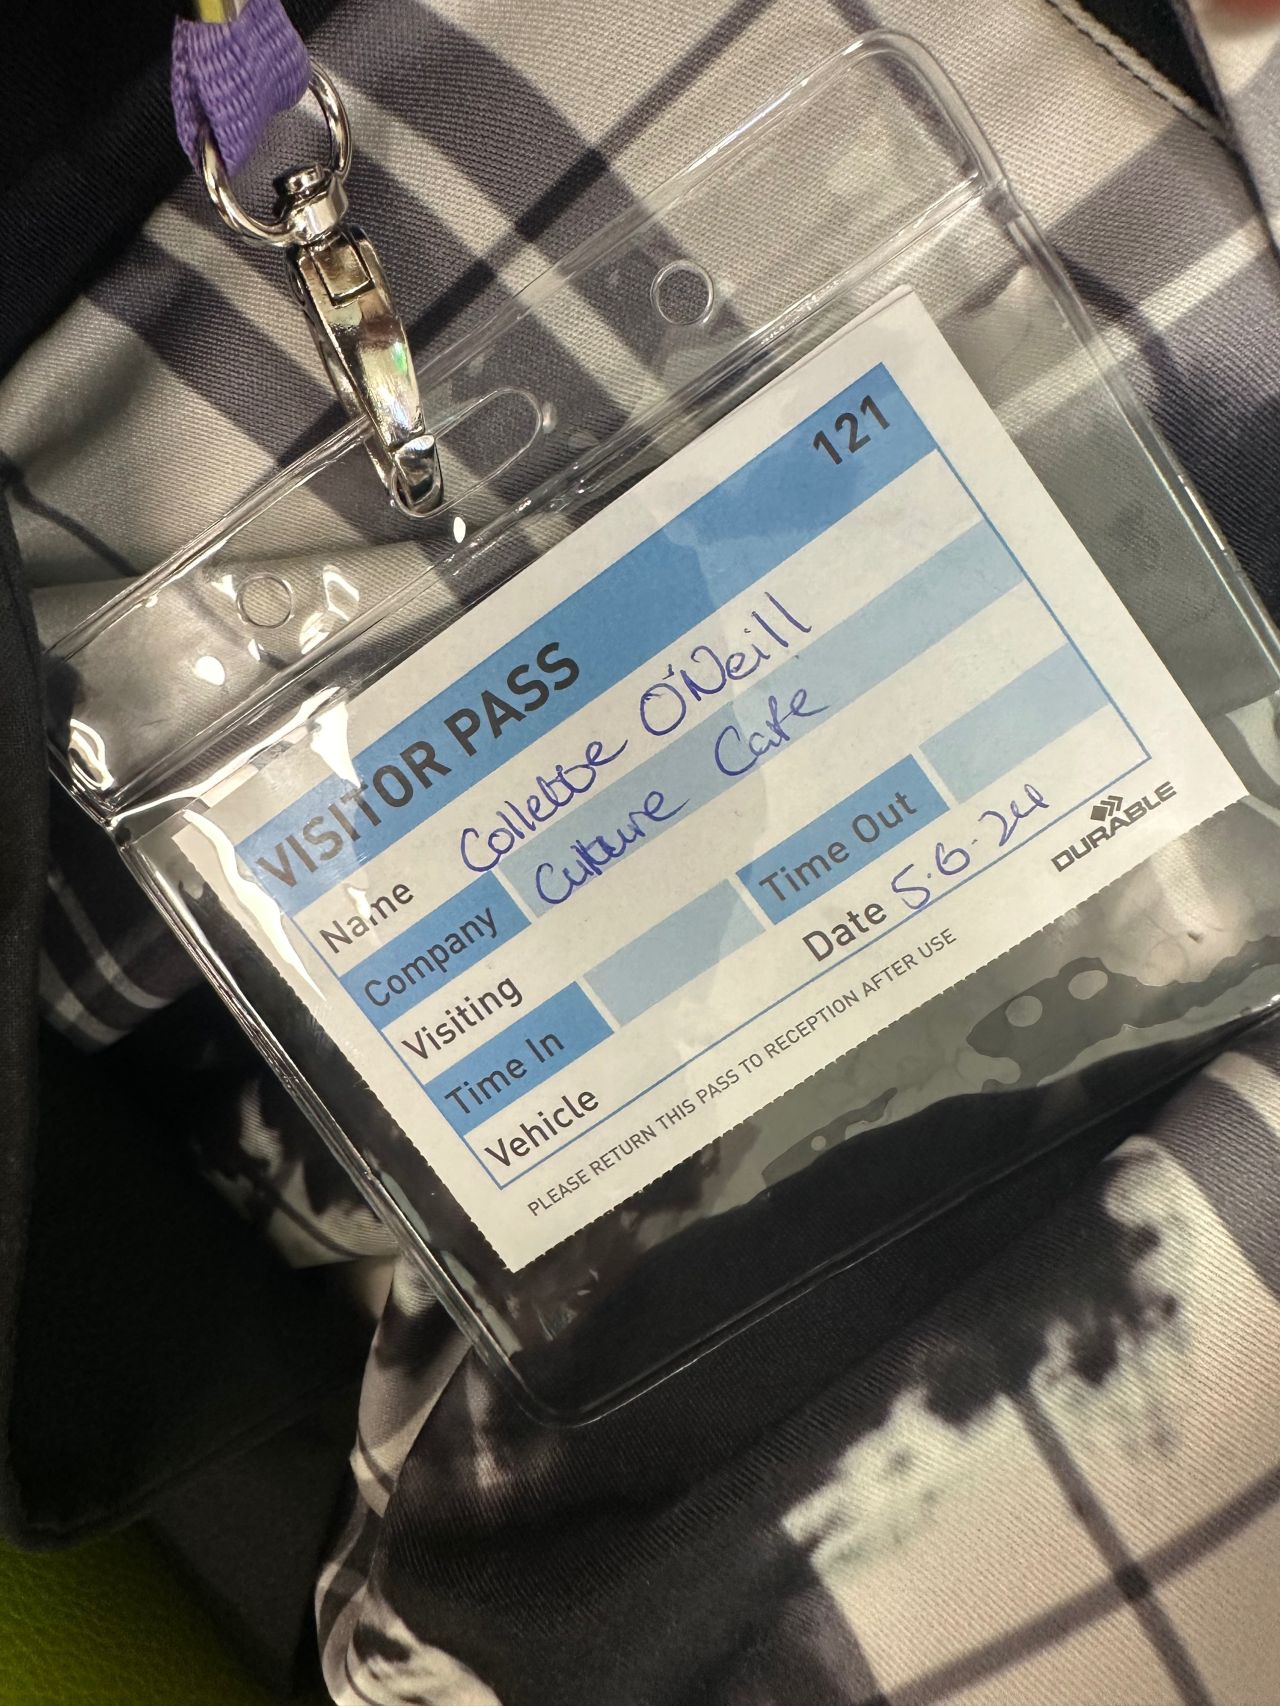 VISITOR PASS 121
Name Collette O'Neill
Company Culture Cafe
Visiting
Time In Time Out
Vehicle Date 5.6.24
PLEASE RETURN THIS PASS TO RECEPTION AFTER USE
DURABLE